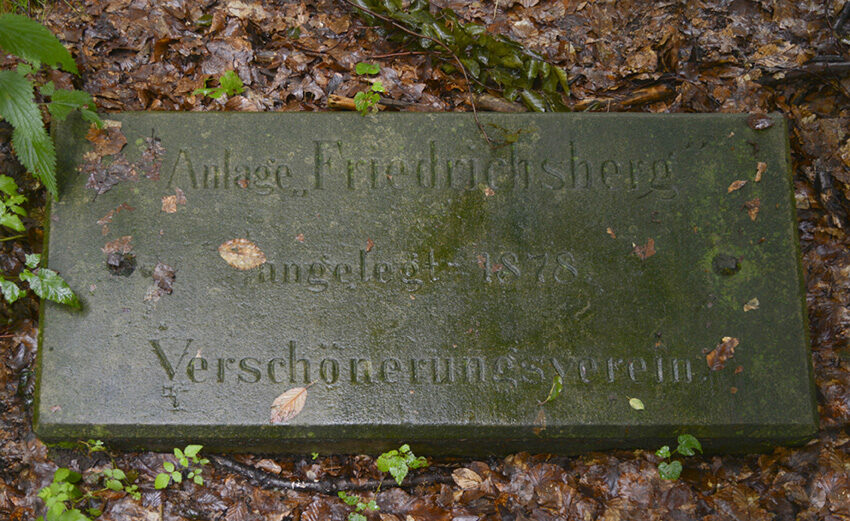 Anlage „Friedrichsberg“
angelegt 1878.
Verschönerungsverein.